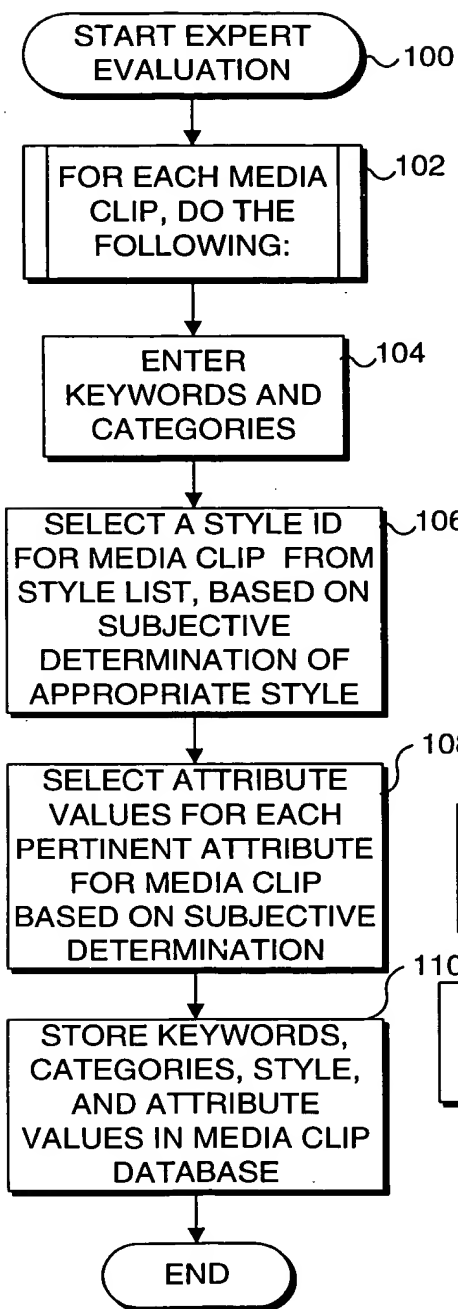 START EXPERT
EVALUATION
100
FOR EACH MEDIA
CLIP, DO THE
FOLLOWING:
102
ENTER
KEYWORDS AND
CATEGORIES
104
SELECT A STYLE ID
FOR MEDIA CLIP FROM
STYLE LIST, BASED ON
SUBJECTIVE
DETERMINATION OF
APPROPRIATE STYLE
106
SELECT ATTRIBUTE
VALUES FOR EACH
PERTINENT ATTRIBUTE
FOR MEDIA CLIP
BASED ON SUBJECTIVE
DETERMINATION
108
STORE KEYWORDS,
CATEGORIES, STYLE,
AND ATTRIBUTE
VALUES IN MEDIA CLIP
DATABASE
110
END